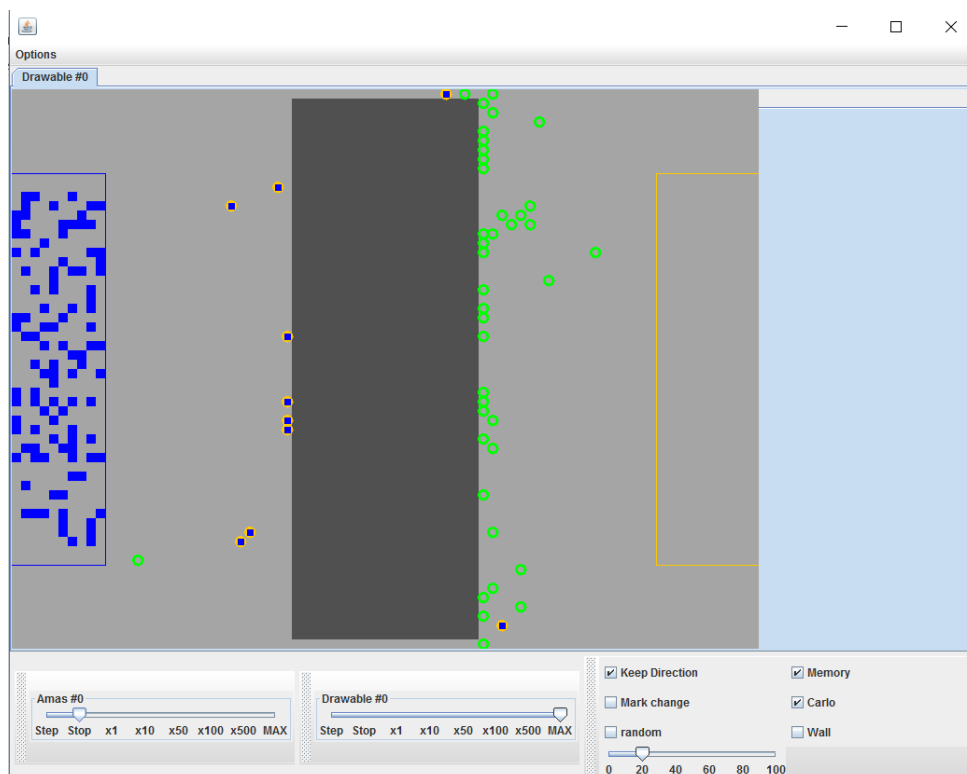 Options
Drawable #0
Amas #0
Step Stop x1 x10 x50 x100 x500 MAX
Drawable #0
Step Stop x1 x10 x50 x100 x500 MAX
Keep Direction
Memory
Mark change
Carlo
random
Wall
0 20 40 60 80 100